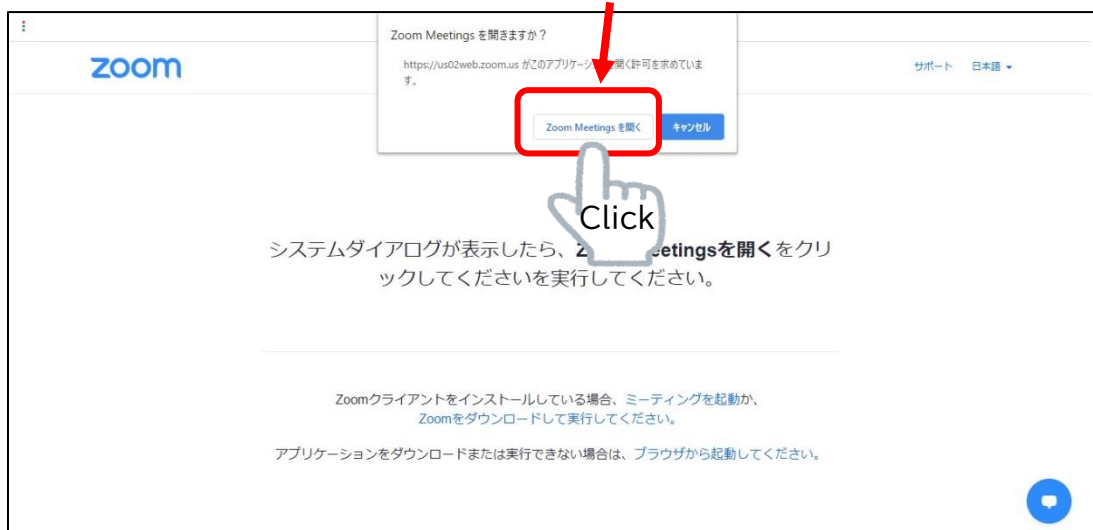 Zoom Meetings を開きますか？
https://us02web.zoom.us がこのアプリケーションを開く許可を求めていま
す。
zoom
サポート 日本語
Zoom Meetings を開く キャンセル
Click
システムダイアログが表示したら、Z etingsを開くをクリ
ックしてくださいを実行してください。
Zoomクライアントをインストールしている場合、ミーティングを起動か、
Zoomをダウンロードして実行してください。
アプリケーションをダウンロードまたは実行できない場合は、ブラウザから起動してください。